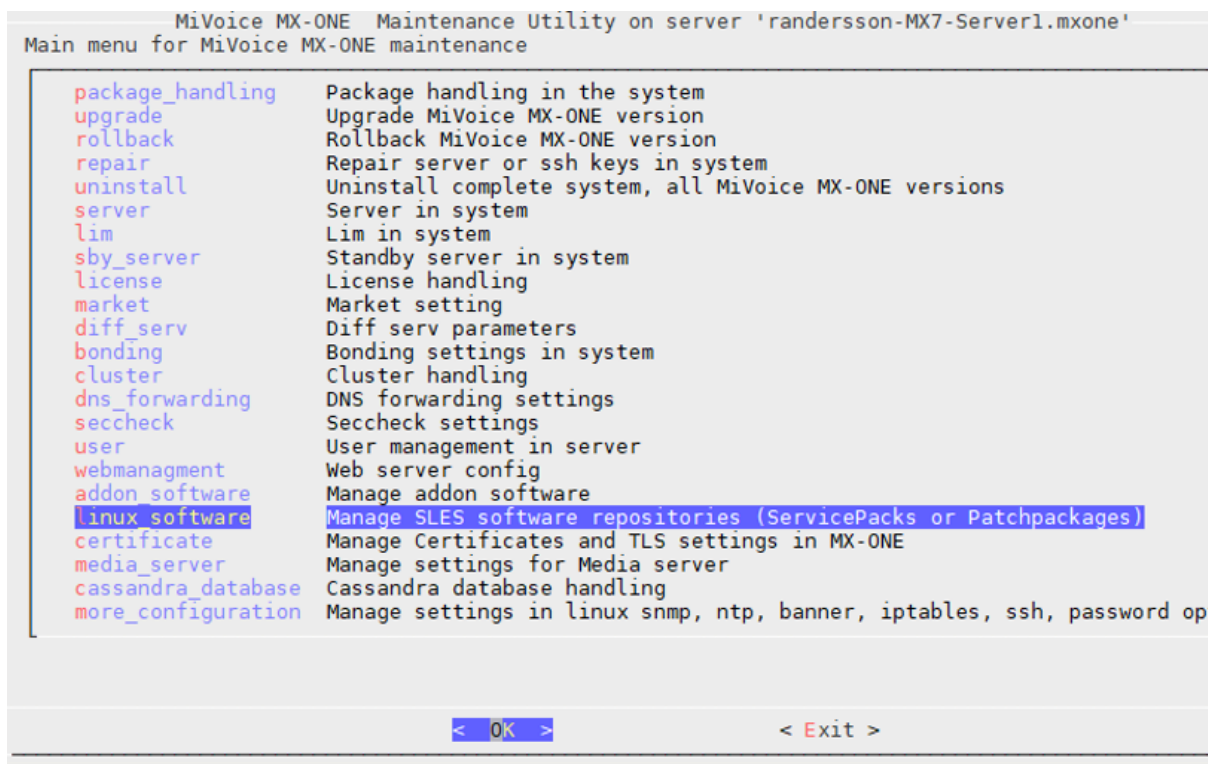 MiVoice MX-ONE  Maintenance Utility on server 'randersson-MX7-Server1.mxone'
Main menu for MiVoice MX-ONE maintenance
package_handling Package handling in the system
upgrade Upgrade MiVoice MX-ONE version
rollback Rollback MiVoice MX-ONE version
repair Repair server or ssh keys in system
uninstall Uninstall complete system, all MiVoice MX-ONE versions
server Server in system
lim Lim in system
sby_server Standby server in system
license License handling
market Market setting
diff_serv Diff serv parameters
bonding Bonding settings in system
cluster Cluster handling
dns_forwarding DNS forwarding settings
seccheck Seccheck settings
user User management in server
webmanagment Web server config
addon_software Manage addon software
linux_software Manage SLES software repositories (ServicePacks or Patchpackages)
certificate Manage Certificates and TLS settings in MX-ONE
media_server Manage settings for Media server
cassandra_database Cassandra database handling
more_configuration Manage settings in linux snmp, ntp, banner, iptables, ssh, password op
< OK > < Exit >